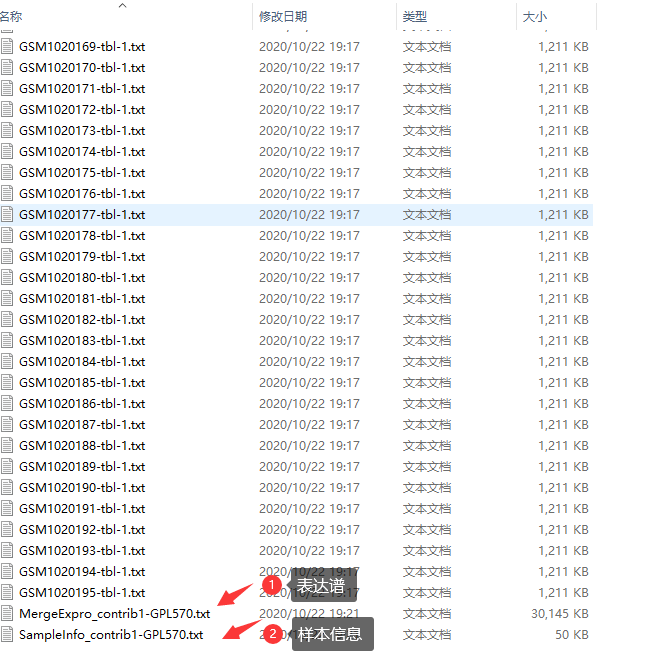 名称 修改日期 类型 大小
GSM1020169-tbl-1.txt 2020/10/22 19:17 文本文档 1,211 KB
GSM1020170-tbl-1.txt 2020/10/22 19:17 文本文档 1,211 KB
GSM1020171-tbl-1.txt 2020/10/22 19:17 文本文档 1,211 KB
GSM1020172-tbl-1.txt 2020/10/22 19:17 文本文档 1,211 KB
GSM1020173-tbl-1.txt 2020/10/22 19:17 文本文档 1,211 KB
GSM1020174-tbl-1.txt 2020/10/22 19:17 文本文档 1,211 KB
GSM1020175-tbl-1.txt 2020/10/22 19:17 文本文档 1,211 KB
GSM1020176-tbl-1.txt 2020/10/22 19:17 文本文档 1,211 KB
GSM1020177-tbl-1.txt 2020/10/22 19:17 文本文档 1,211 KB
GSM1020178-tbl-1.txt 2020/10/22 19:17 文本文档 1,211 KB
GSM1020179-tbl-1.txt 2020/10/22 19:17 文本文档 1,211 KB
GSM1020180-tbl-1.txt 2020/10/22 19:17 文本文档 1,211 KB
GSM1020181-tbl-1.txt 2020/10/22 19:17 文本文档 1,211 KB
GSM1020182-tbl-1.txt 2020/10/22 19:17 文本文档 1,211 KB
GSM1020183-tbl-1.txt 2020/10/22 19:17 文本文档 1,211 KB
GSM1020184-tbl-1.txt 2020/10/22 19:17 文本文档 1,211 KB
GSM1020185-tbl-1.txt 2020/10/22 19:17 文本文档 1,211 KB
GSM1020186-tbl-1.txt 2020/10/22 19:17 文本文档 1,211 KB
GSM1020187-tbl-1.txt 2020/10/22 19:17 文本文档 1,211 KB
GSM1020188-tbl-1.txt 2020/10/22 19:17 文本文档 1,211 KB
GSM1020189-tbl-1.txt 2020/10/22 19:17 文本文档 1,211 KB
GSM1020190-tbl-1.txt 2020/10/22 19:17 文本文档 1,211 KB
GSM1020191-tbl-1.txt 2020/10/22 19:17 文本文档 1,211 KB
GSM1020192-tbl-1.txt 2020/10/22 19:17 文本文档 1,211 KB
GSM1020193-tbl-1.txt 2020/10/22 19:17 文本文档 1,211 KB
GSM1020194-tbl-1.txt 2020/10/22 19:17 文本文档 1,211 KB
1 表达谱
GSM1020195-tbl-1.txt 2020/10/22 19:17 文本文档 1,211 KB
MergeExpro_contrib1-GPL570.txt 2020/10/22 19:21 文本文档 30,145 KB
SampleInfo_contrib1-GPL570.txt 2 样本信息 文本文档 50 KB